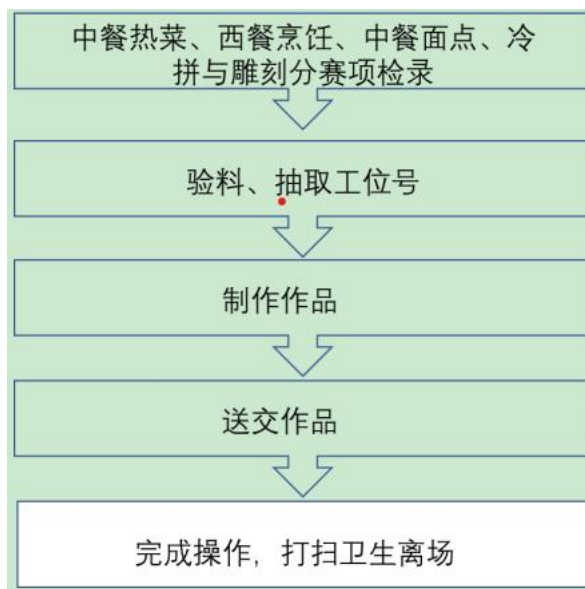 中餐热菜、西餐烹饪、中餐面点、冷
拼与雕刻分赛项检录
验料、抽取工位号
制作作品
送交作品
完成操作，打扫卫生离场